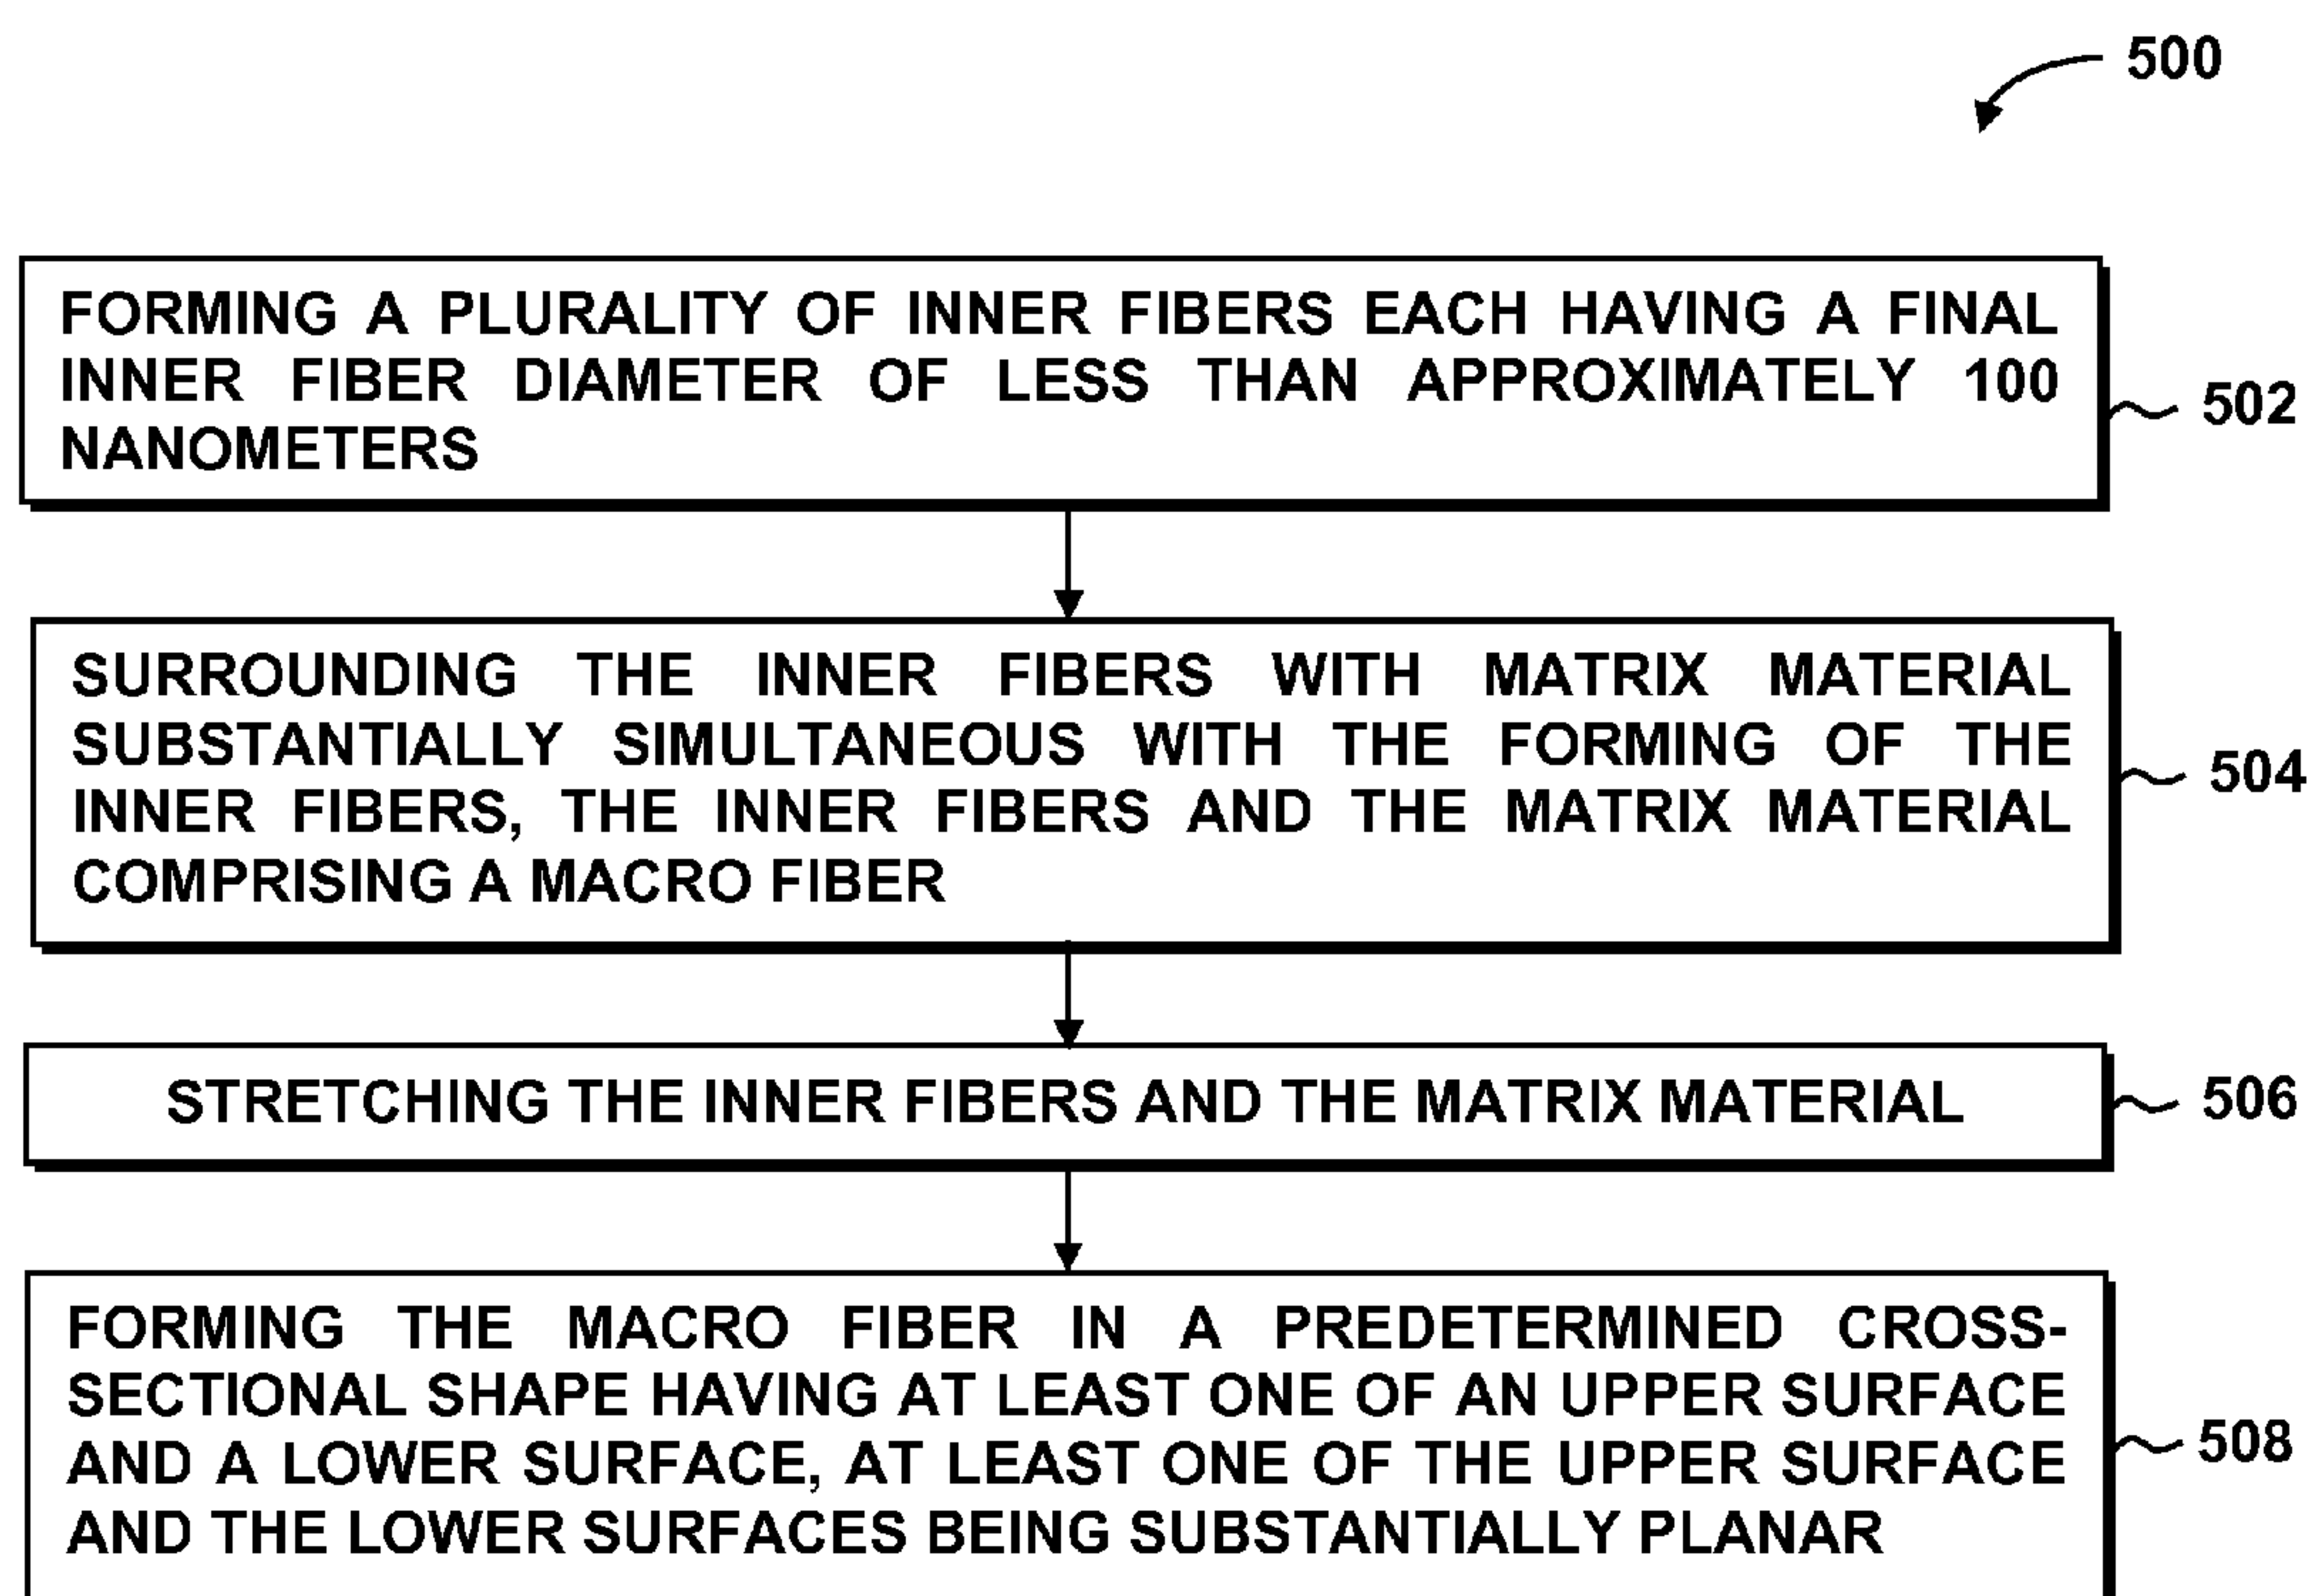 500
FORMING A PLURALITY OF INNER FIBERS EACH HAVING A FINAL
INNER FIBER DIAMETER OF LESS THAN APPROXIMATELY 100
NANOMETERS
502
SURROUNDING THE INNER FIBERS WITH MATRIX MATERIAL
SUBSTANTIALLY SIMULTANEOUS WITH THE FORMING OF THE
INNER FIBERS, THE INNER FIBERS AND THE MATRIX MATERIAL
COMPRISING A MACRO FIBER
504
STRETCHING THE INNER FIBERS AND THE MATRIX MATERIAL
506
FORMING THE MACRO FIBER IN A PREDETERMINED CROSS-
SECTIONAL SHAPE HAVING AT LEAST ONE OF AN UPPER SURFACE
AND A LOWER SURFACE, AT LEAST ONE OF THE UPPER SURFACE
AND THE LOWER SURFACES BEING SUBSTANTIALLY PLANAR
508